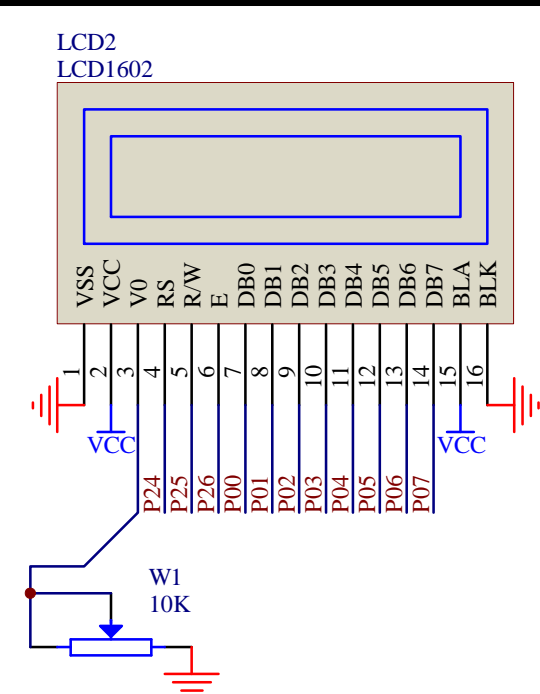 LCD2
LCD1602
VSS VCC V0 RS R/W E DB0 DB1 DB2 DB3 DB4 DB5 DB6 DB7 BLA BLK
1 2 3 4 5 6 7 8 9 10 11 12 13 14 15 16
VCC VCC
P24 P25 P26 P00 P01 P02 P03 P04 P05 P06 P07
W1
10K